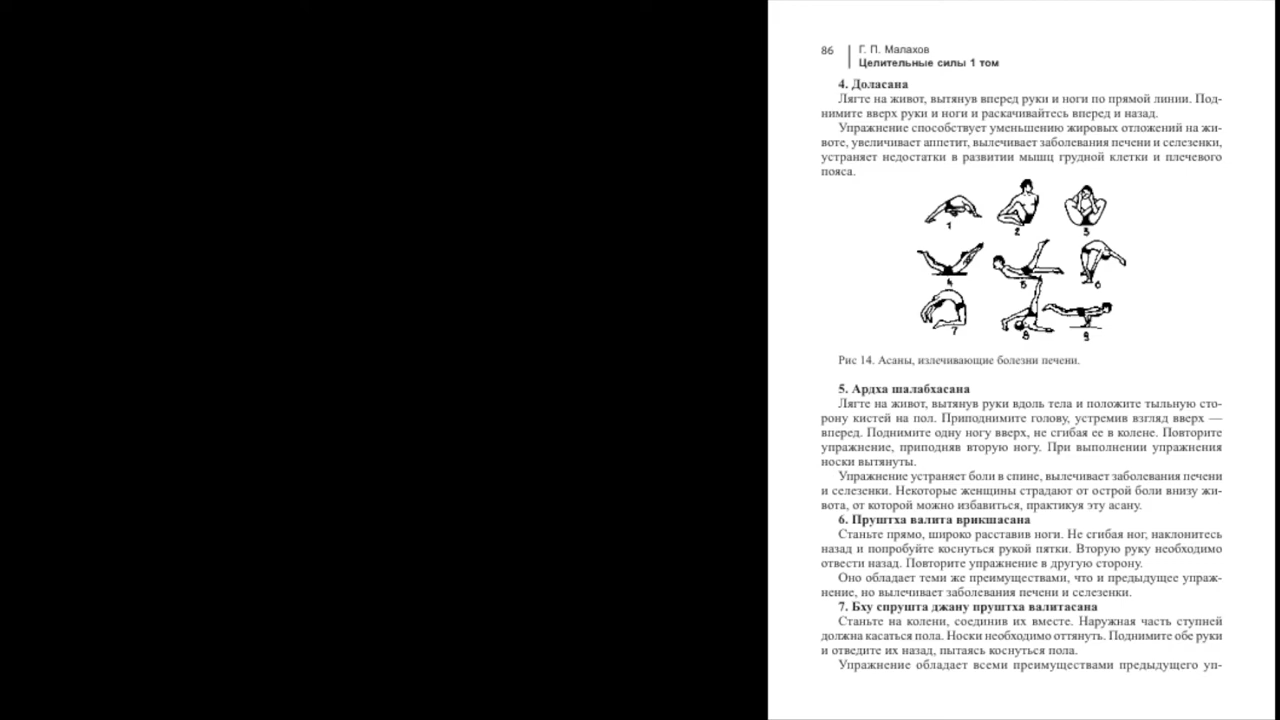 86
Г. П. Малахов
Целительные силы 1 том
4. Доласана
Лягте на живот, вытянув вперед руки и ноги по прямой линии. Под-
нимите вверх руки и ноги и раскачивайтесь вперед и назад.
Упражнение способствует уменьшению жировых отложений на жи-
воте, увеличивает аппетит, вылечивает заболевания печени и селезенки,
устраняет недостатки в развитии мышц грудной клетки и плечевого
пояса.
1
2
3
4
5
6
7
8
9
Рис 14. Асаны, излечивающие болезни печени.
5. Ардха шалабхасана
Лягте на живот, вытянув руки вдоль тела и положите тыльную сто-
рону кистей на пол. Приподнимите голову, устремив взгляд вверх —
вперед. Поднимите одну ногу вверх, не сгибая ее в колене. Повторите
упражнение, приподняв вторую ногу. При выполнении упражнения
носки вытянуты.
Упражнение устраняет боли в спине, вылечивает заболевания печени
и селезенки. Некоторые женщины страдают от острой боли внизу жи-
вота, от которой можно избавиться, практикуя эту асану.
6. Пруштха валита врикшасана
Станьте прямо, широко расставив ноги. Не сгибая ног, наклонитесь
назад и попробуйте коснуться рукой пятки. Вторую руку необходимо
отвести назад. Повторите упражнение в другую сторону.
Оно обладает теми же преимуществами, что и предыдущее упраж-
нение, но вылечивает заболевания печени и селезенки.
7. Бху спрушта джану пруштха валитасана
Станьте на колени, соединив их вместе. Наружная часть ступней
должна касаться пола. Носки необходимо оттянуть. Поднимите обе руки
и отведите их назад, пытаясь коснуться пола.
Упражнение обладает всеми преимуществами предыдущего уп-